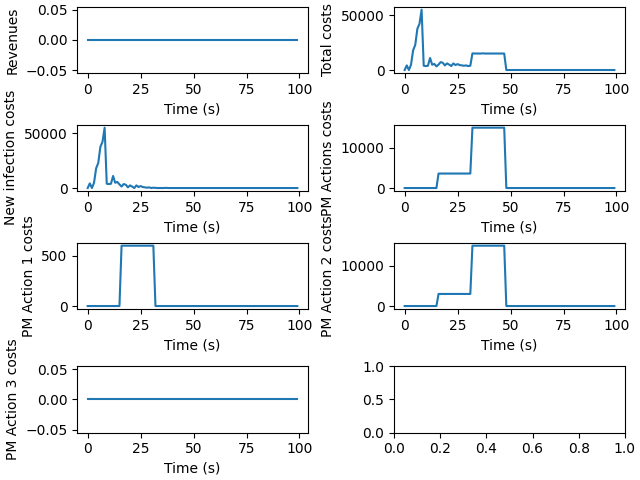 Revenues
0.05
0.00
−0.05
0 25 50 75 100
Time (s)
Total costs
50000
0
0 25 50 75 100
Time (s)
New infection costs
50000
0
0 25 50 75 100
Time (s)
PM Actions costs
10000
0
0 25 50 75 100
Time (s)
PM Action 1 costs
500
0
0 25 50 75 100
Time (s)
PM Action 2 costs
10000
0
0 25 50 75 100
Time (s)
PM Action 3 costs
0.05
0.00
−0.05
0 25 50 75 100
Time (s)
1.0
0.5
0.0
0.0 0.2 0.4 0.6 0.8 1.0